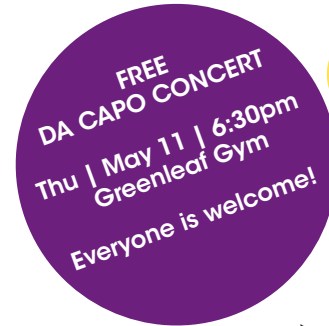 FREE
DA CAPO CONCERT
Thu | May 11 | 6:30pm
Greenleaf Gym
Everyone is welcome!